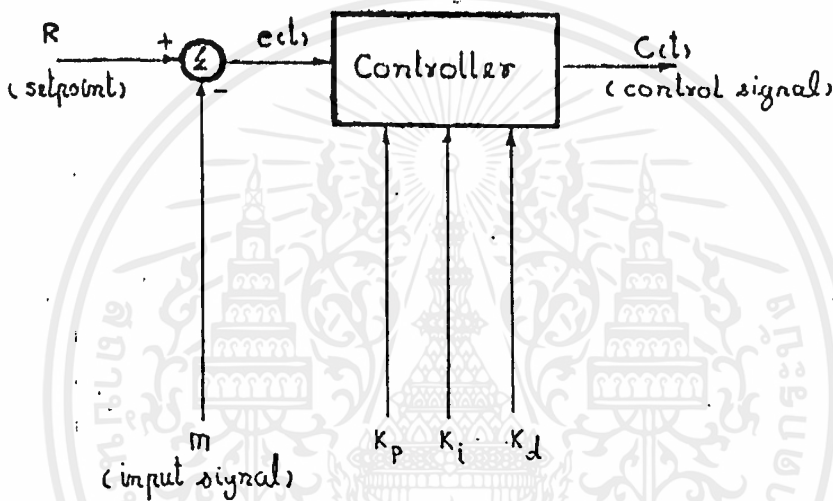 R
(setpoint)
+
Σ
-
e(t)
Controller
C(t)
(control signal)
m
(input signal)
Kp Ki Kd